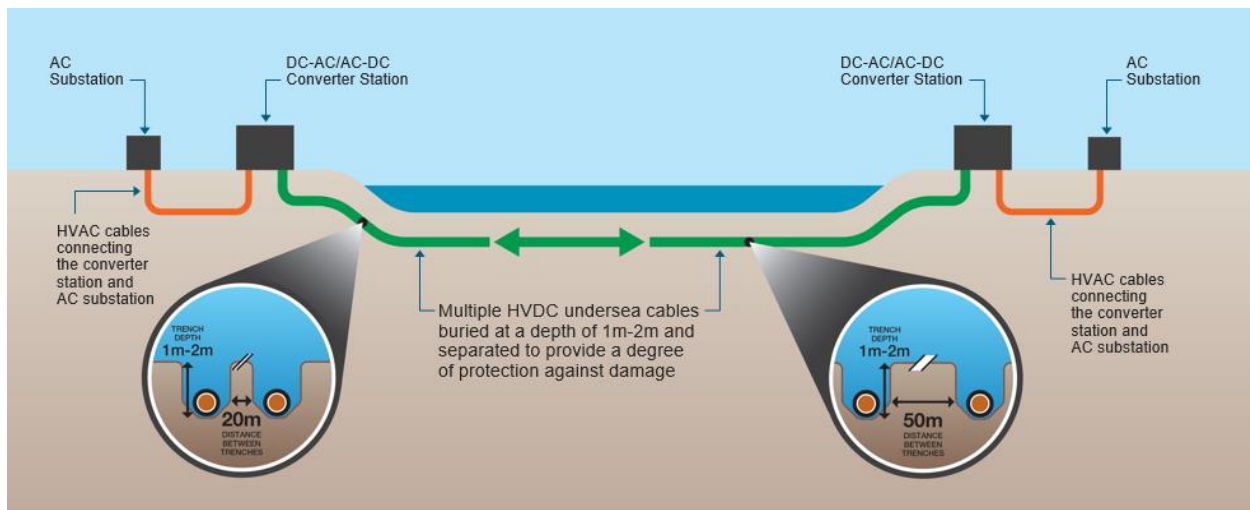 AC
Substation
DC-AC/AC-DC
Converter Station
DC-AC/AC-DC
Converter Station
AC
Substation
HVAC cables
connecting
the converter
station and
AC substation
TRENCH
DEPTH
1m-2m
20m
DISTANCE
BETWEEN
TRENCHES
Multiple HVDC undersea cables
buried at a depth of 1m-2m and
separated to provide a degree
of protection against damage
TRENCH
DEPTH
1m-2m
50m
DISTANCE
BETWEEN
TRENCHES
HVAC cables
connecting
the converter
station and
AC substation